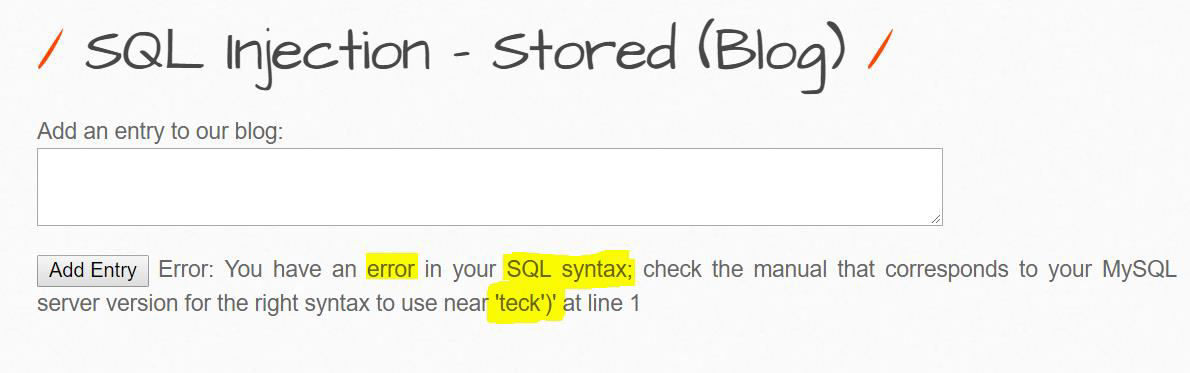 / SQL Injection - Stored (Blog) /
Add an entry to our blog:
Add Entry Error: You have an error in your SQL syntax; check the manual that corresponds to your MySQL
server version for the right syntax to use near 'teck')' at line 1